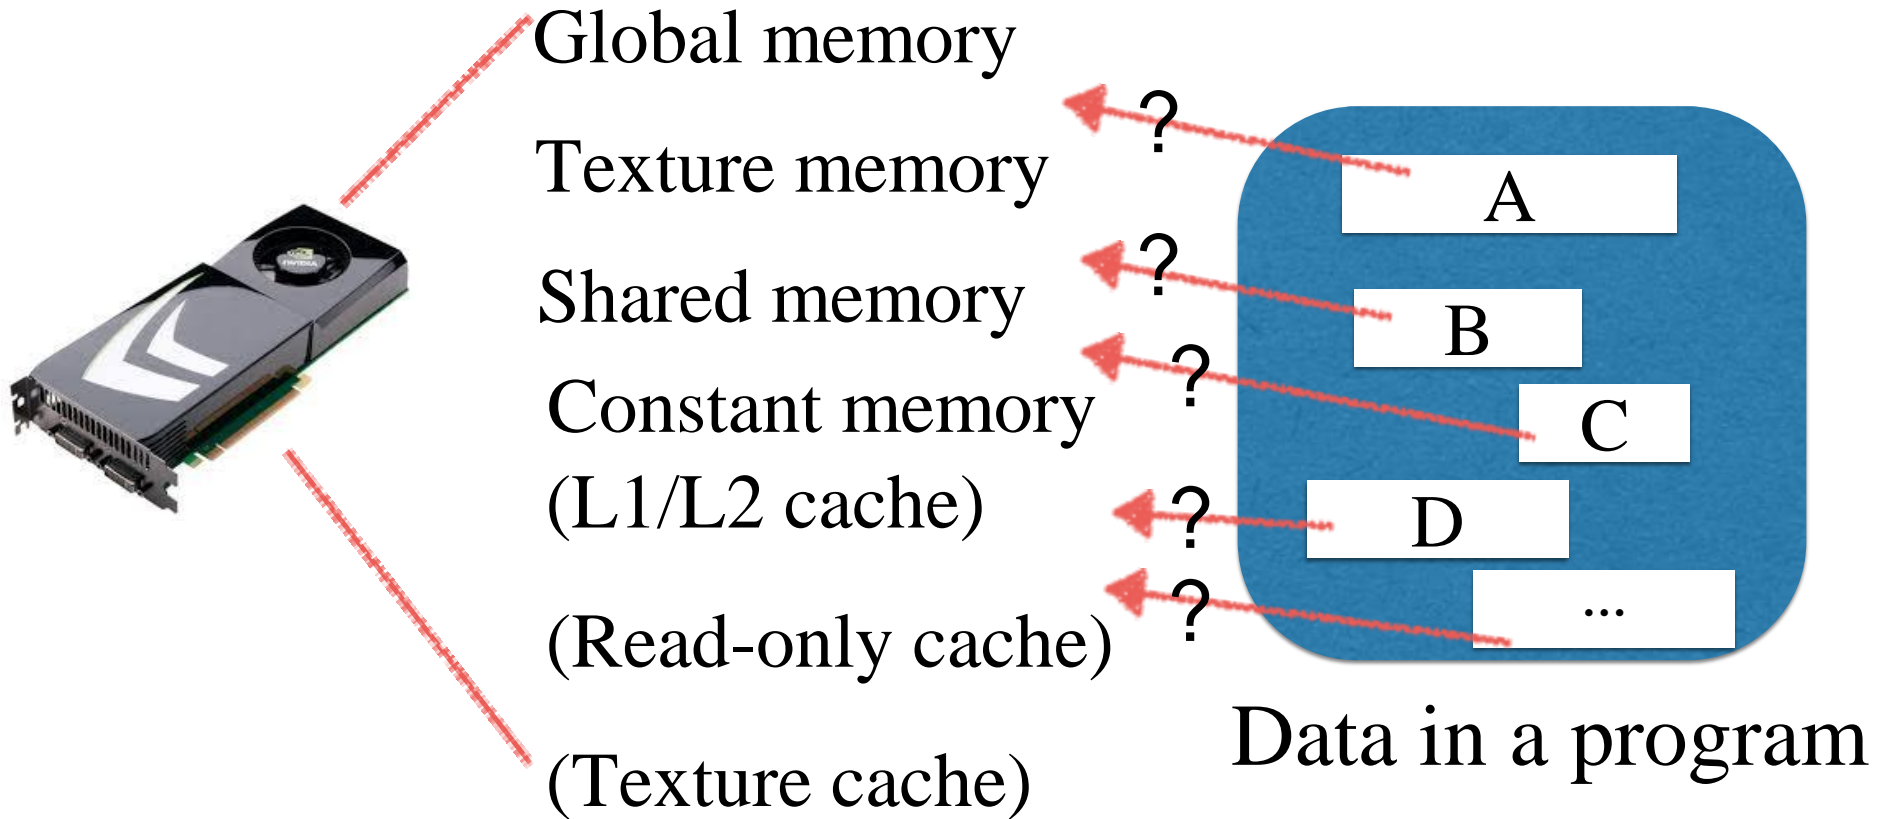 Global memory
Texture memory
Shared memory
Constant memory
(L1/L2 cache)
(Read-only cache)
(Texture cache)
?
?
?
?
?
A
B
C
D
...
Data in a program
NVIDIA